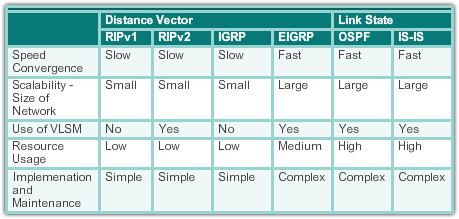 Distance Vector Link State
RIPv1 RIPv2 IGRP EIGRP OSPF IS-IS
Speed
Convergence Slow Slow Slow Fast Fast Fast
Scalability -
Size of
Network Small Small Small Large Large Large
Use of VLSM No Yes No Yes Yes Yes
Resource
Usage Low Low Low Medium High High
Implemenation
and
Maintenance Simple Simple Simple Complex Complex Complex